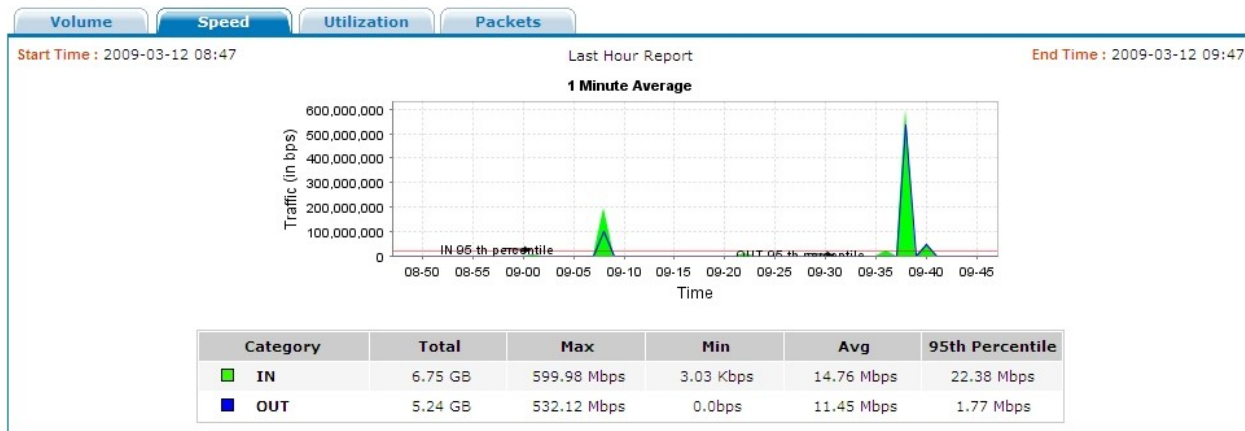 Volume Speed Utilization Packets
Start Time : 2009-03-12 08:47 Last Hour Report End Time : 2009-03-12 09:47
1 Minute Average
Traffic (in bps)
600,000,000
500,000,000
400,000,000
300,000,000
200,000,000
100,000,000
0
IN 95 th percentile
OUT 95 th percentile
08-50 08-55 09-00 09-05 09-10 09-15 09-20 09-25 09-30 09-35 09-40 09-45
Time
Category Total Max Min Avg 95th Percentile
IN 6.75 GB 599.98 Mbps 3.03 Kbps 14.76 Mbps 22.38 Mbps
OUT 5.24 GB 532.12 Mbps 0.0bps 11.45 Mbps 1.77 Mbps